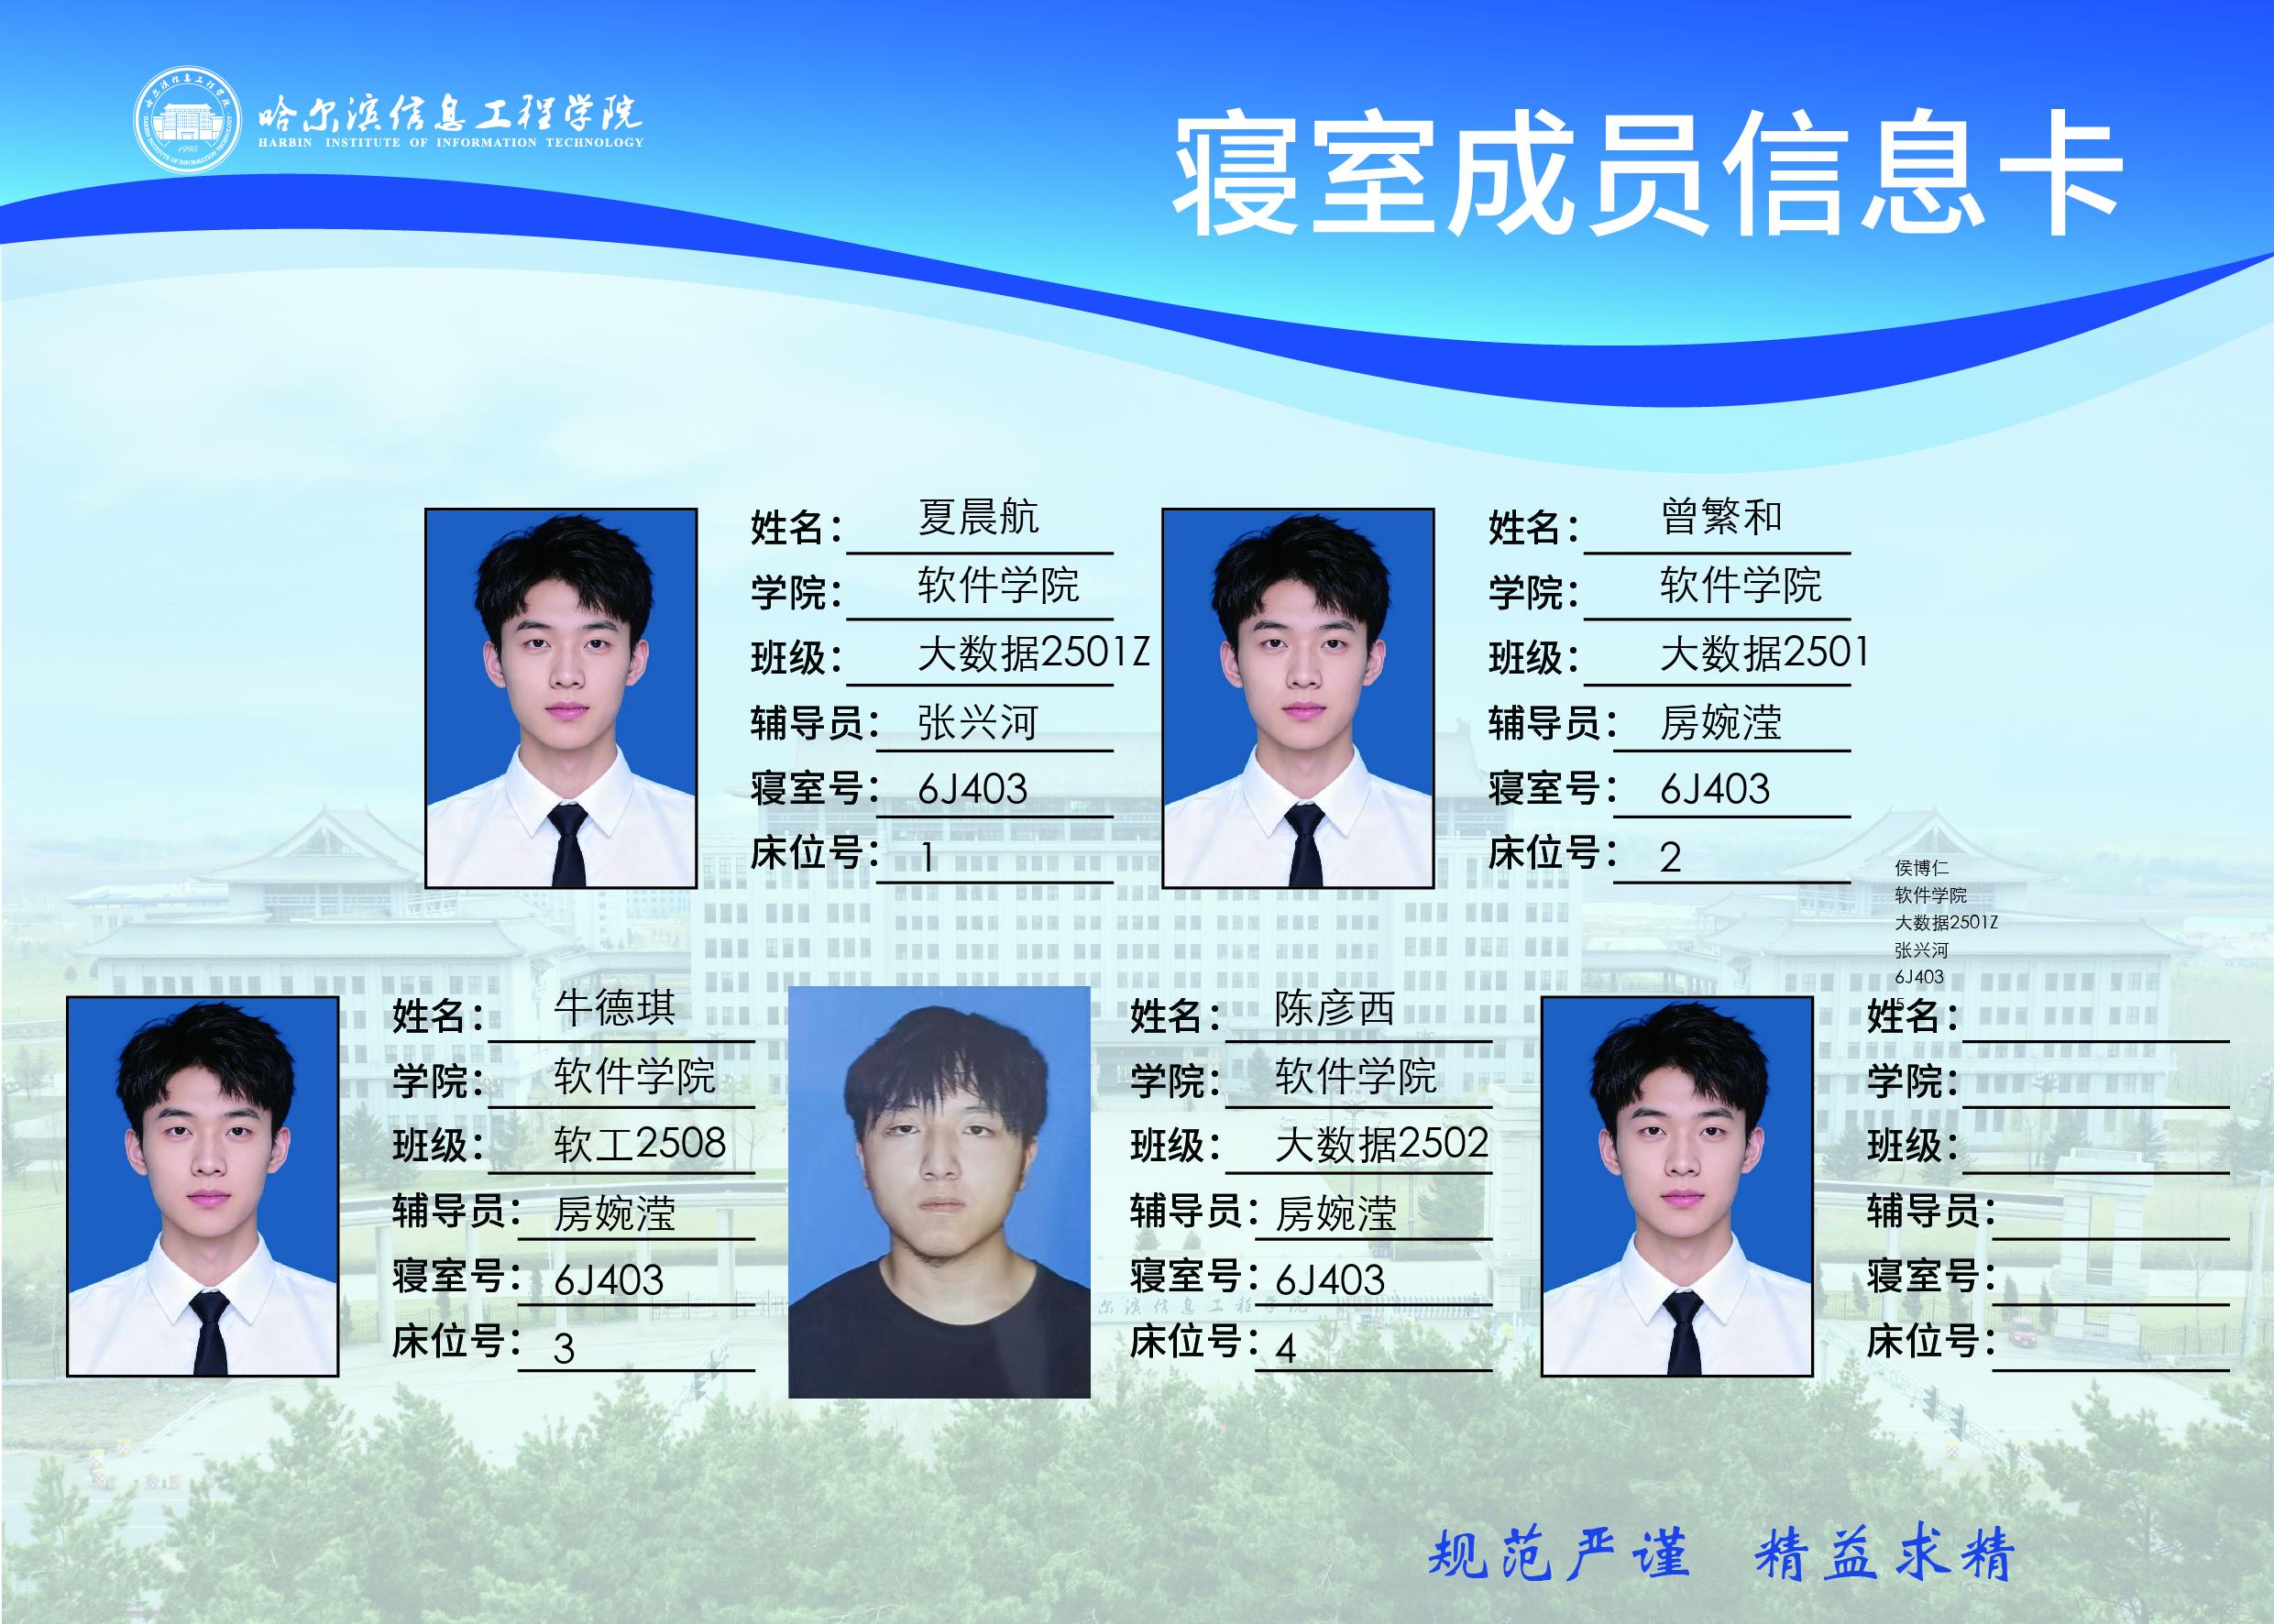 哈尔滨信息工程学院
HARBIN INSTITUTE OF INFORMATION TECHNOLOGY
1995
寝室成员信息卡
姓名: 夏晨航
学院: 软件学院
班级: 大数据2501Z
辅导员: 张兴河
寝室号: 6J403
床位号: 1
姓名: 曾繁和
学院: 软件学院
班级: 大数据2501
辅导员: 房婉滢
寝室号: 6J403
床位号: 2
侯博仁
软件学院
大数据2501Z
张兴河
6J403
5
姓名: 牛德琪
学院: 软件学院
班级: 软工2508
辅导员: 房婉滢
寝室号: 6J403
床位号: 3
姓名: 陈彦西
学院: 软件学院
班级: 大数据2502
辅导员: 房婉滢
寝室号: 6J403
床位号: 4
姓名:
学院:
班级:
辅导员:
寝室号:
床位号:
尔滨信息工程学院
规范严谨 精益求精